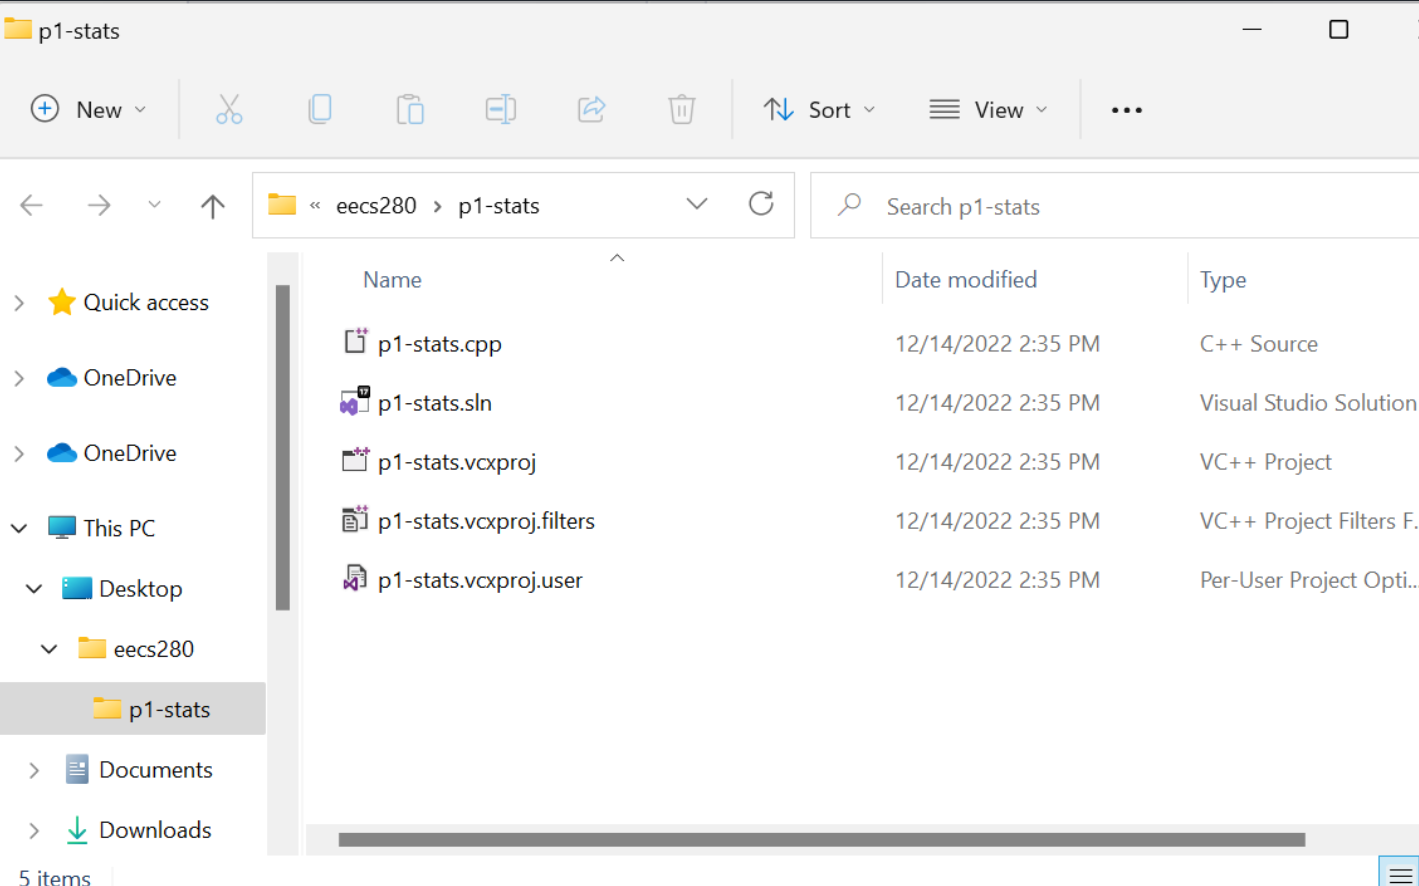 p1-stats
New
Sort
View
•••
« eecs280 › p1-stats
Search p1-stats
Name Date modified Type
p1-stats.cpp 12/14/2022 2:35 PM C++ Source
p1-stats.sln 12/14/2022 2:35 PM Visual Studio Solution
p1-stats.vcxproj 12/14/2022 2:35 PM VC++ Project
p1-stats.vcxproj.filters 12/14/2022 2:35 PM VC++ Project Filters F...
p1-stats.vcxproj.user 12/14/2022 2:35 PM Per-User Project Opti...
Quick access
OneDrive
OneDrive
This PC
Desktop
eecs280
p1-stats
Documents
Downloads
5 items